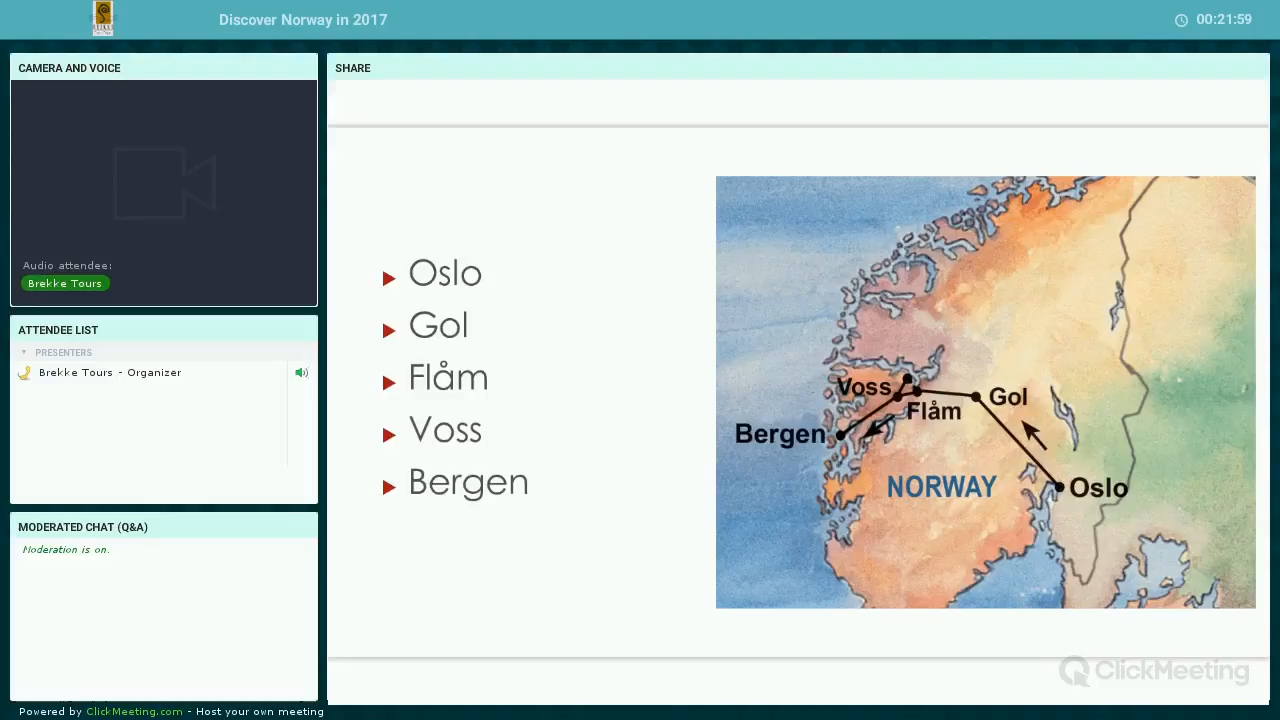 Discover Norway in 2017
00:21:59
CAMERA AND VOICE
Audio attendee:
Brekke Tours
ATTENDEE LIST
PRESENTERS
Brekke Tours - Organizer
MODERATED CHAT (Q&A)
Moderation is on.
Powered by ClickMeeting.com - Host your own meeting
SHARE
Oslo
Gol
Flåm
Voss
Bergen
Voss
Gol
Flåm
Bergen
NORWAY
Oslo
ClickMeeting